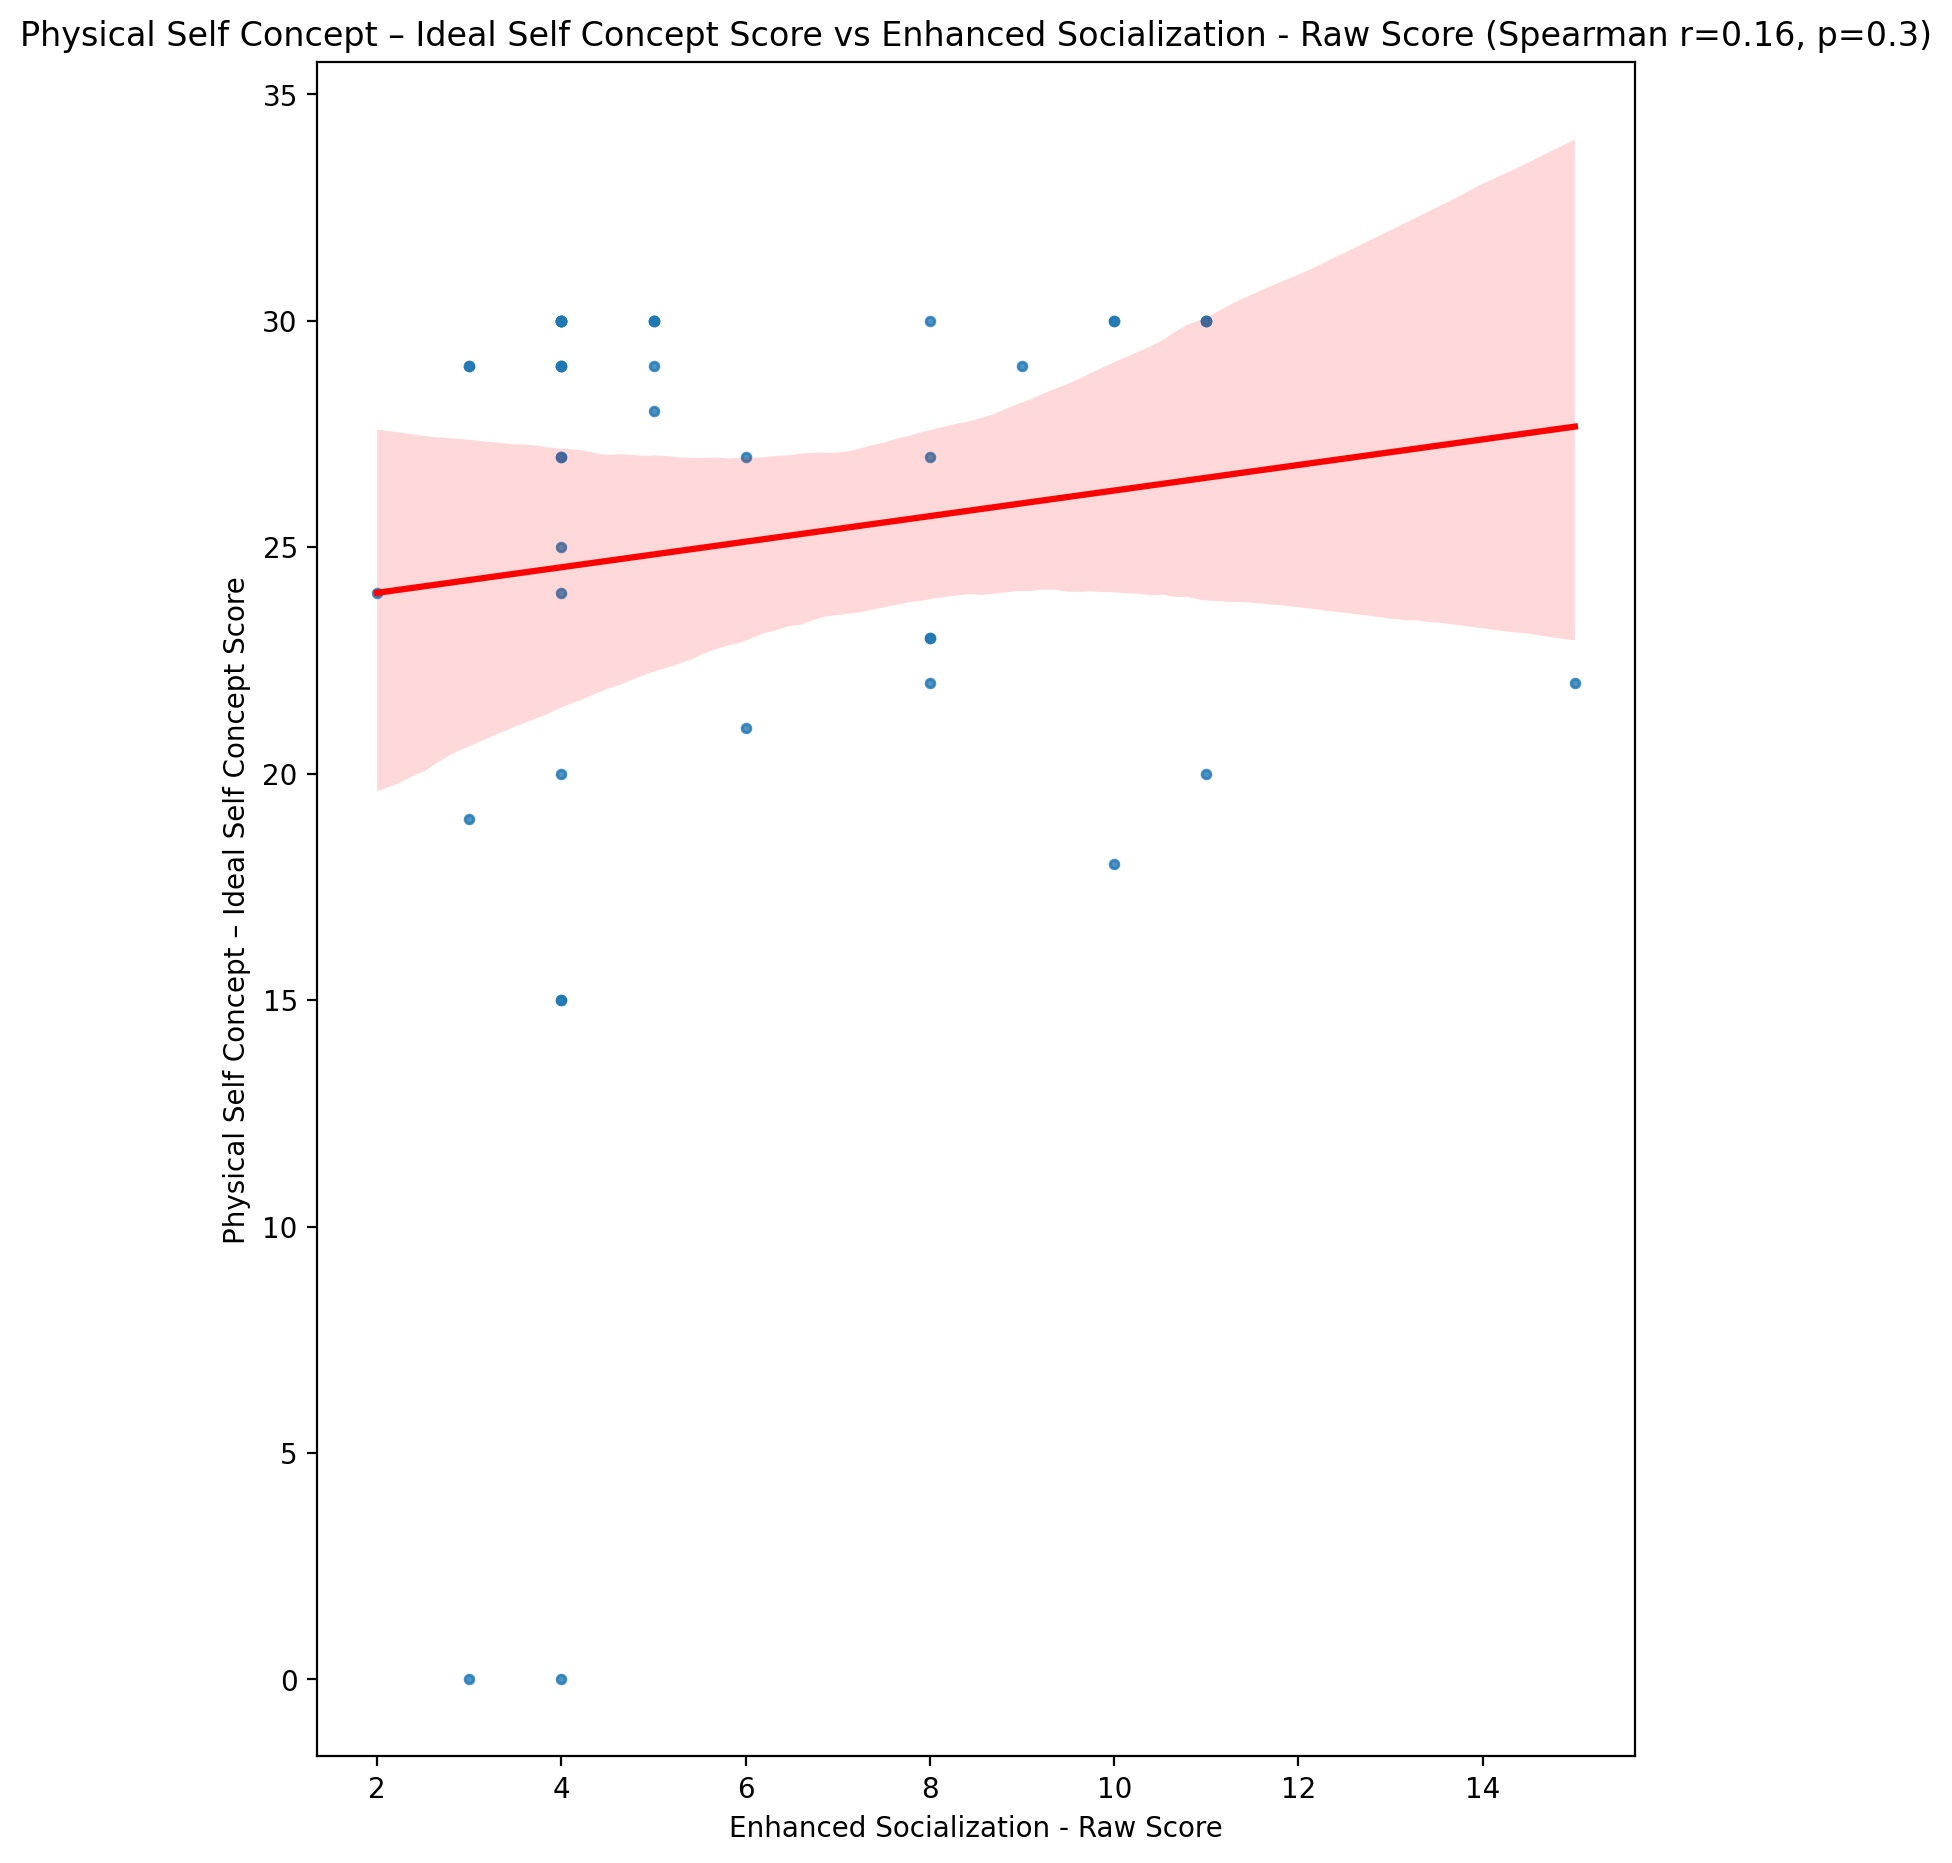 Physical Self Concept – Ideal Self Concept Score vs Enhanced Socialization - Raw Score (Spearman r=0.16, p=0.3)
Physical Self Concept – Ideal Self Concept Score
35
30
25
20
15
10
5
0
2 4 6 8 10 12 14
Enhanced Socialization - Raw Score